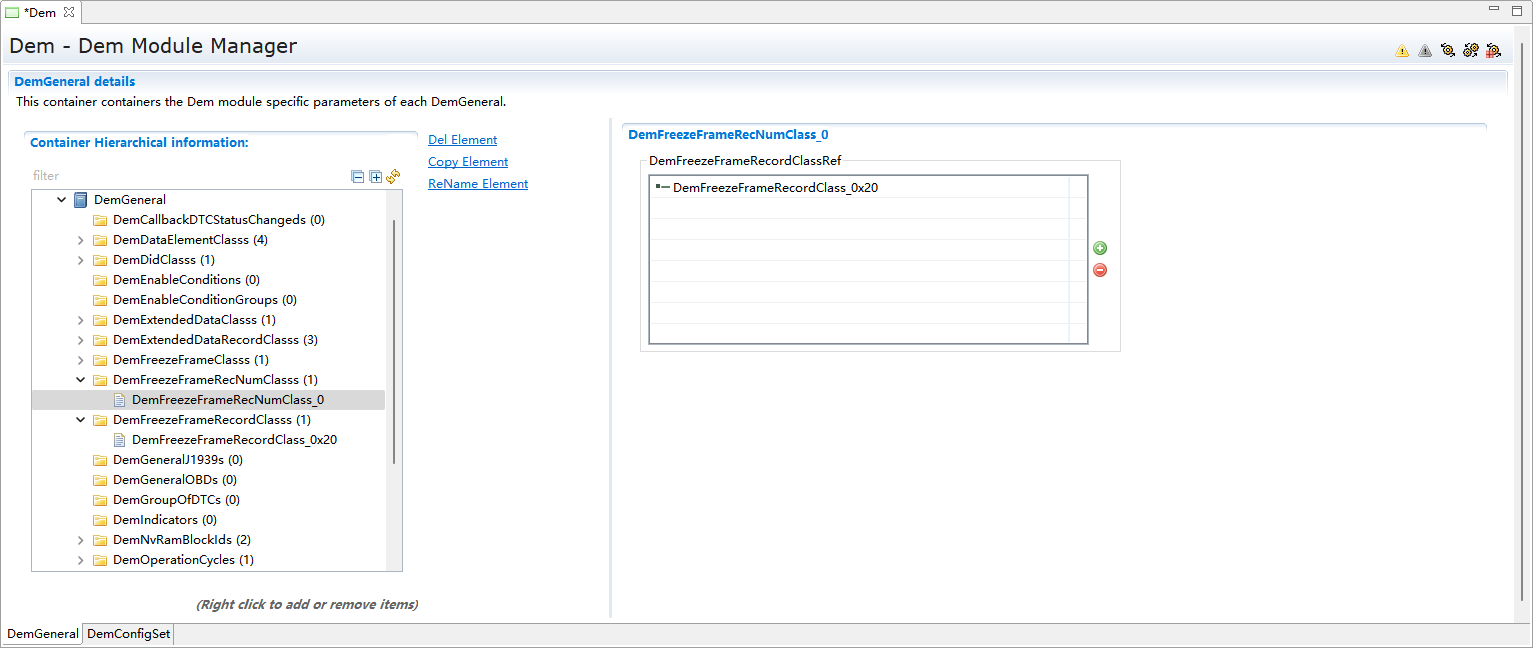 *Dem
Dem - Dem Module Manager
DemGeneral details
This container containers the Dem module specific parameters of each DemGeneral.
Container Hierarchical information:
filter
DemGeneral
DemCallbackDTCStatusChangeds (0)
DemDataElementClasss (4)
DemDidClasss (1)
DemEnableConditions (0)
DemEnableConditionGroups (0)
DemExtendedDataClasss (1)
DemExtendedDataRecordClasss (3)
DemFreezeFrameClasss (1)
DemFreezeFrameRecNumClasss (1)
DemFreezeFrameRecNumClass_0
DemFreezeFrameRecordClasss (1)
DemFreezeFrameRecordClass_0x20
DemGeneralJ1939s (0)
DemGeneralOBDs (0)
DemGroupOfDTCs (0)
DemIndicators (0)
DemNvRamBlockIds (2)
DemOperationCycles (1)
(Right click to add or remove items)
Del Element
Copy Element
ReName Element
DemFreezeFrameRecNumClass_0
DemFreezeFrameRecordClassRef
DemFreezeFrameRecordClass_0x20
DemGeneral
DemConfigSet